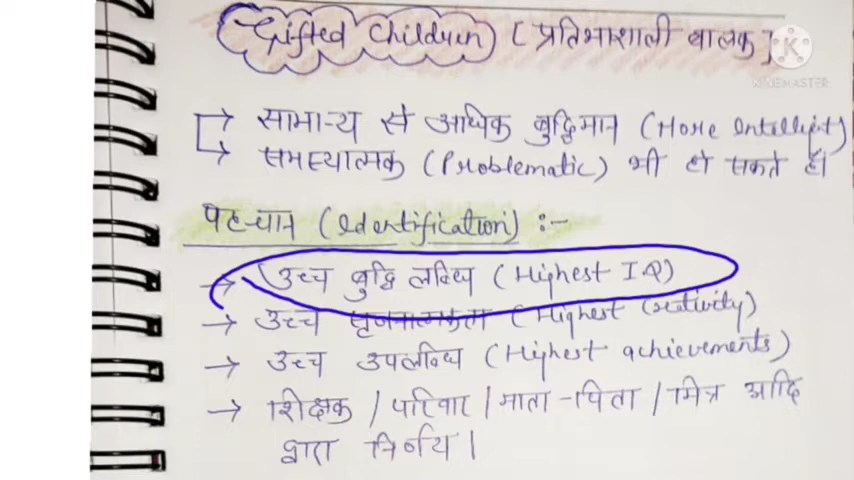 Gifted Children [प्रतिभाशाली बालक]
K
KINEMASTER
→ सामान्य से अधिक बुद्धिमान (More Intelligent)
→ समस्यात्मक (Problematic) भी हो सकते हैं।
पहचान (Identification) :-
→ उच्च बुद्धि लब्धि (Highest IQ)
→ उच्च सृजनात्मकता (Highest Creativity)
→ उच्च उपलब्धि (Highest achievements)
→ शिक्षक / परिवार / माता-पिता / मित्र आदि
द्वारा निर्णय।